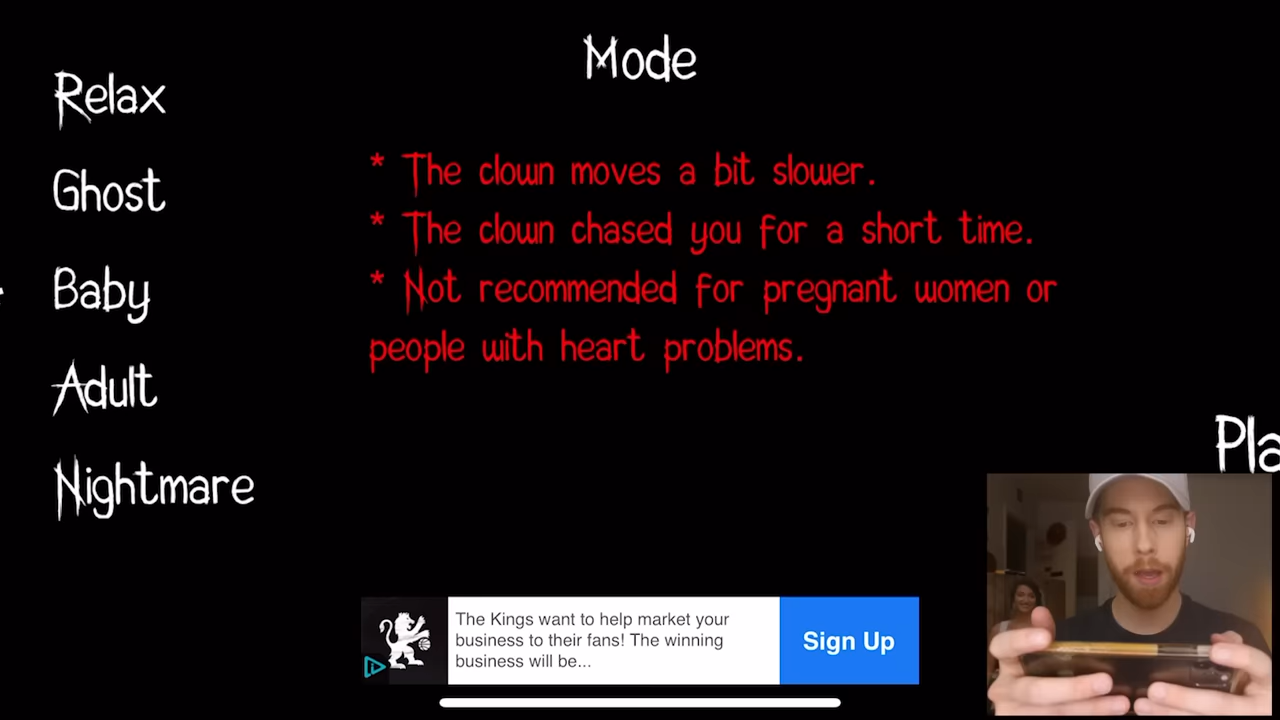 Mode
Relax
Ghost
Baby
Adult
Nightmare
* The clown moves a bit slower.
* The clown chased you for a short time.
* Not recommended for pregnant women or
people with heart problems.
The Kings want to help market your
business to their fans! The winning
business will be...
Sign Up